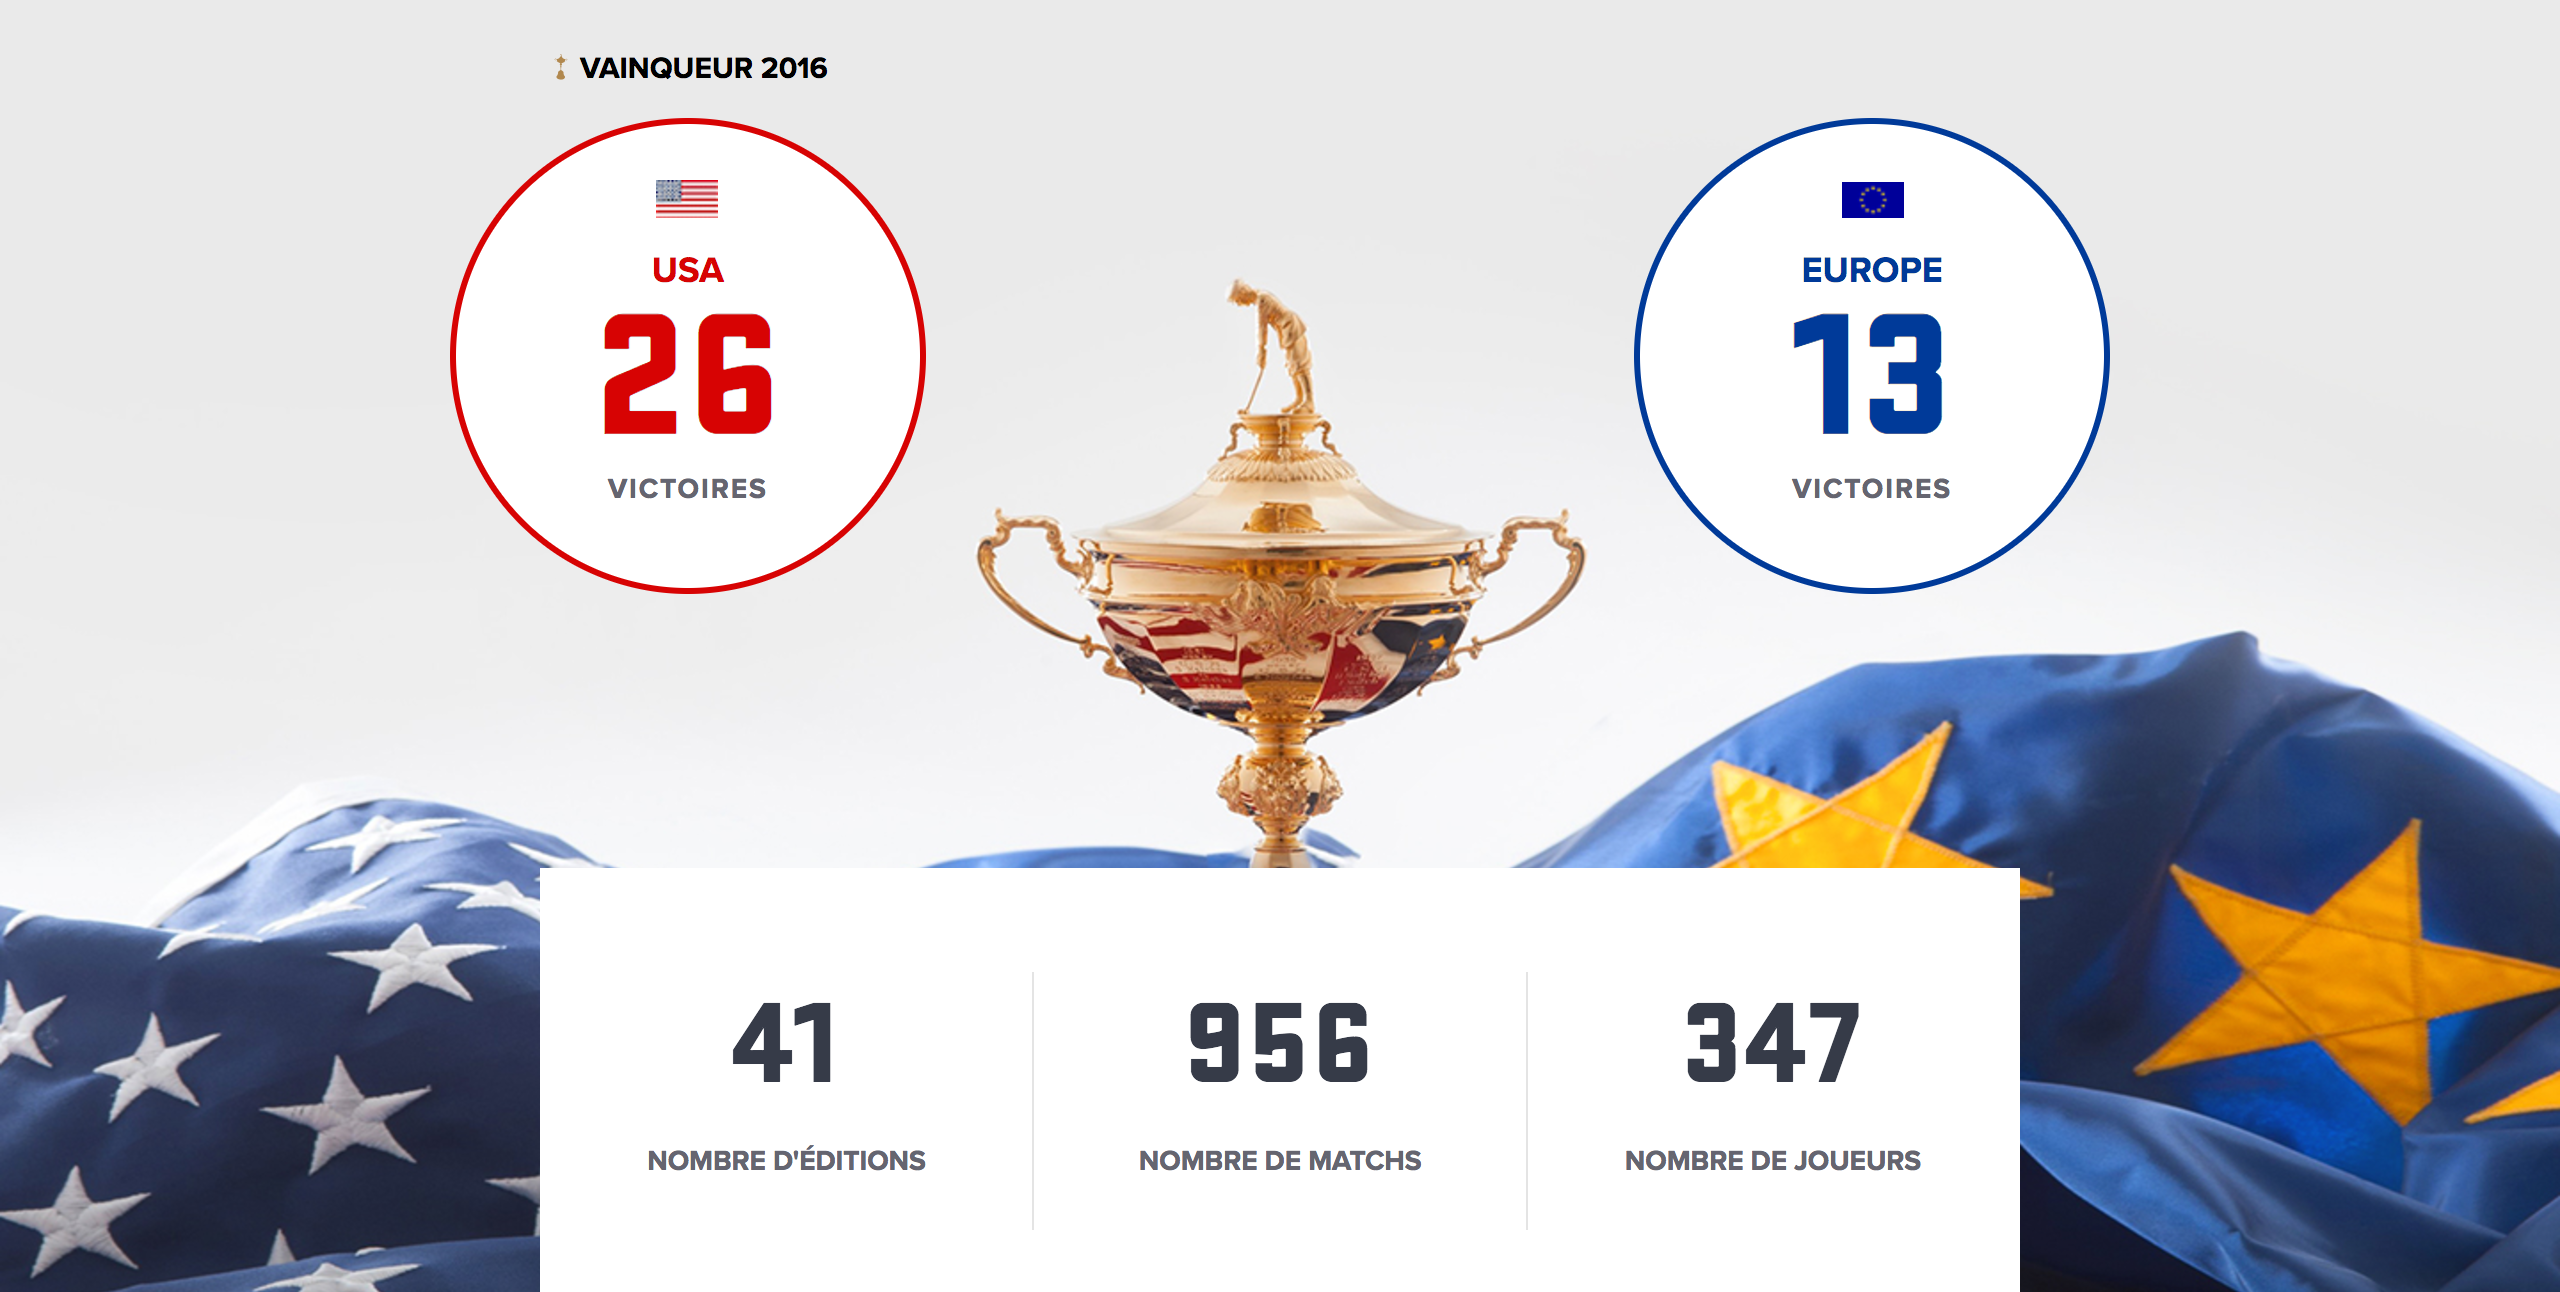 VAINQUEUR 2016
USA
26
VICTOIRES
EUROPE
13
VICTOIRES
41
NOMBRE D'ÉDITIONS
956
NOMBRE DE MATCHS
347
NOMBRE DE JOUEURS